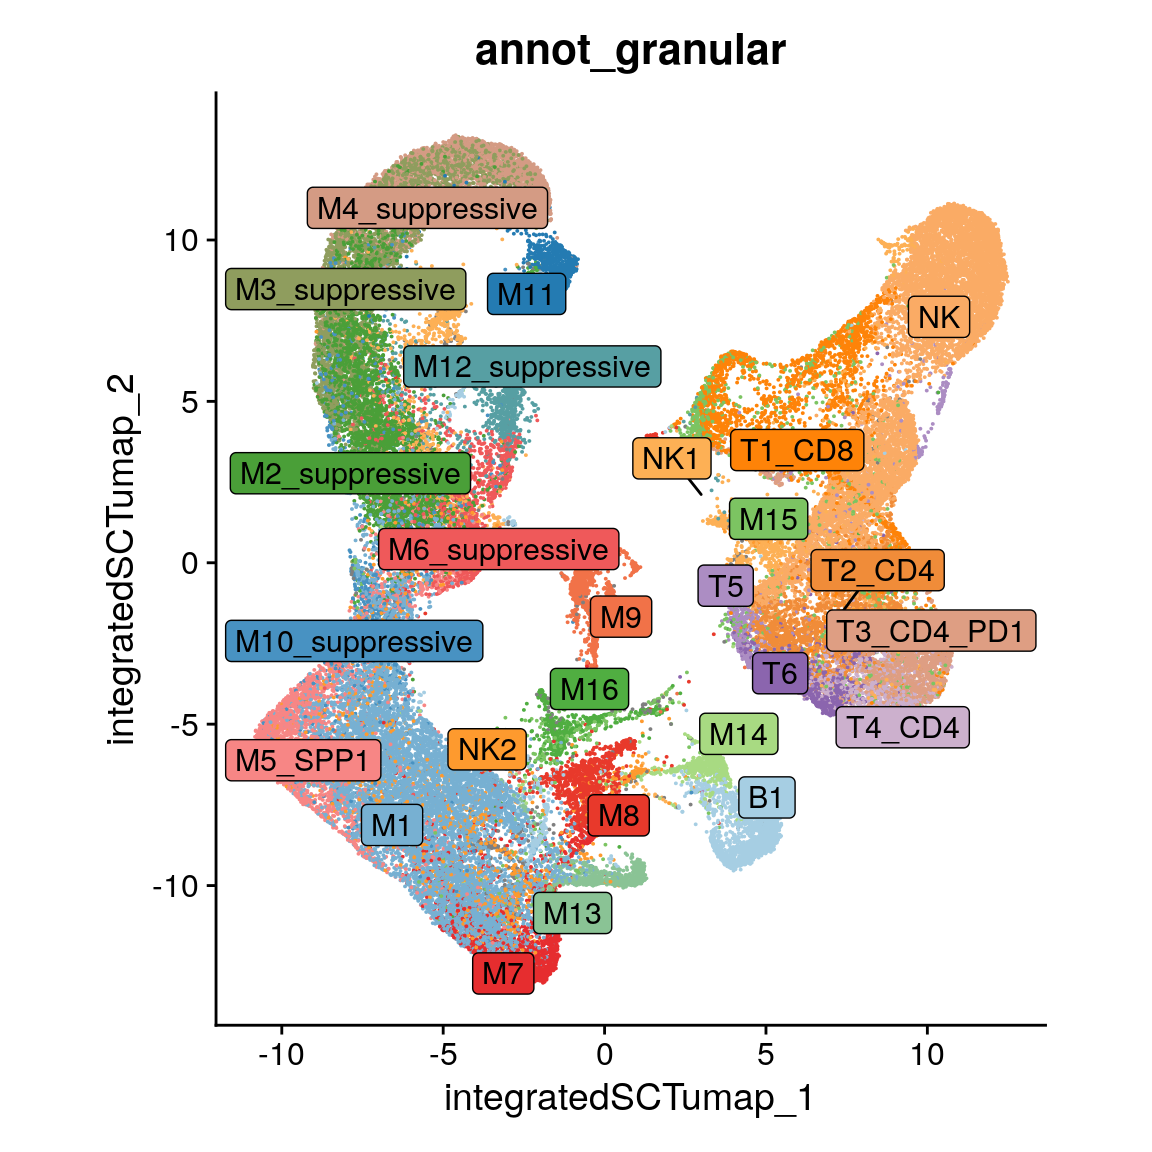 annot_granular
integratedSCTumap_2
10
5
0
-5
-10
M4_suppressive
M3_suppressive
M11
NK
M12_suppressive
NK1
T1_CD8
M2_suppressive
M15
M6_suppressive
T2_CD4
T5
M9
T3_CD4_PD1
M10_suppressive
T6
M16
T4_CD4
M14
NK2
M5_SPP1
B1
M8
M1
M13
M7
-10
-5
0
5
10
integratedSCTumap_1